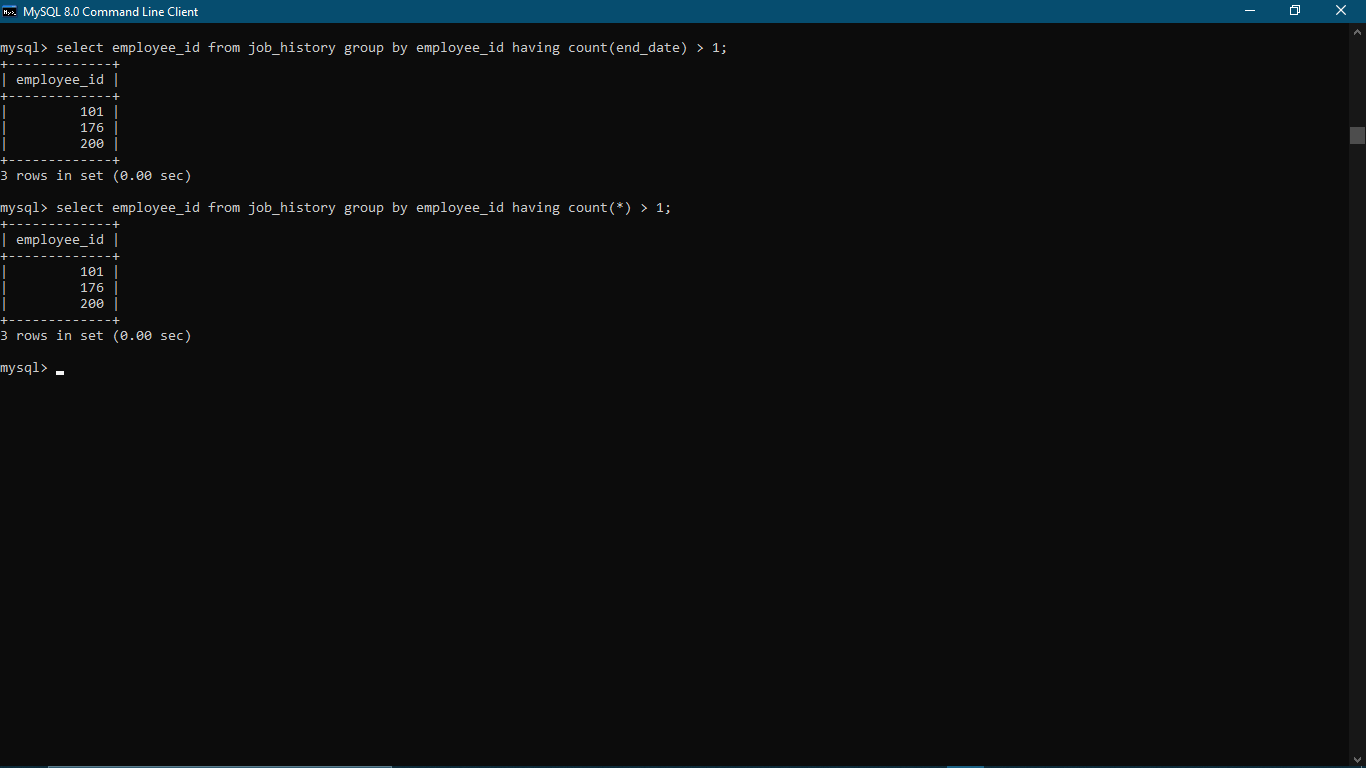 MySQL 8.0 Command Line Client
mysql> select employee_id from job_history group by employee_id having count(end_date) > 1;
+-------------+
| employee_id |
+-------------+
|         101 |
|         176 |
|         200 |
+-------------+
3 rows in set (0.00 sec)
mysql> select employee_id from job_history group by employee_id having count(*) > 1;
+-------------+
| employee_id |
+-------------+
|         101 |
|         176 |
|         200 |
+-------------+
3 rows in set (0.00 sec)
mysql>